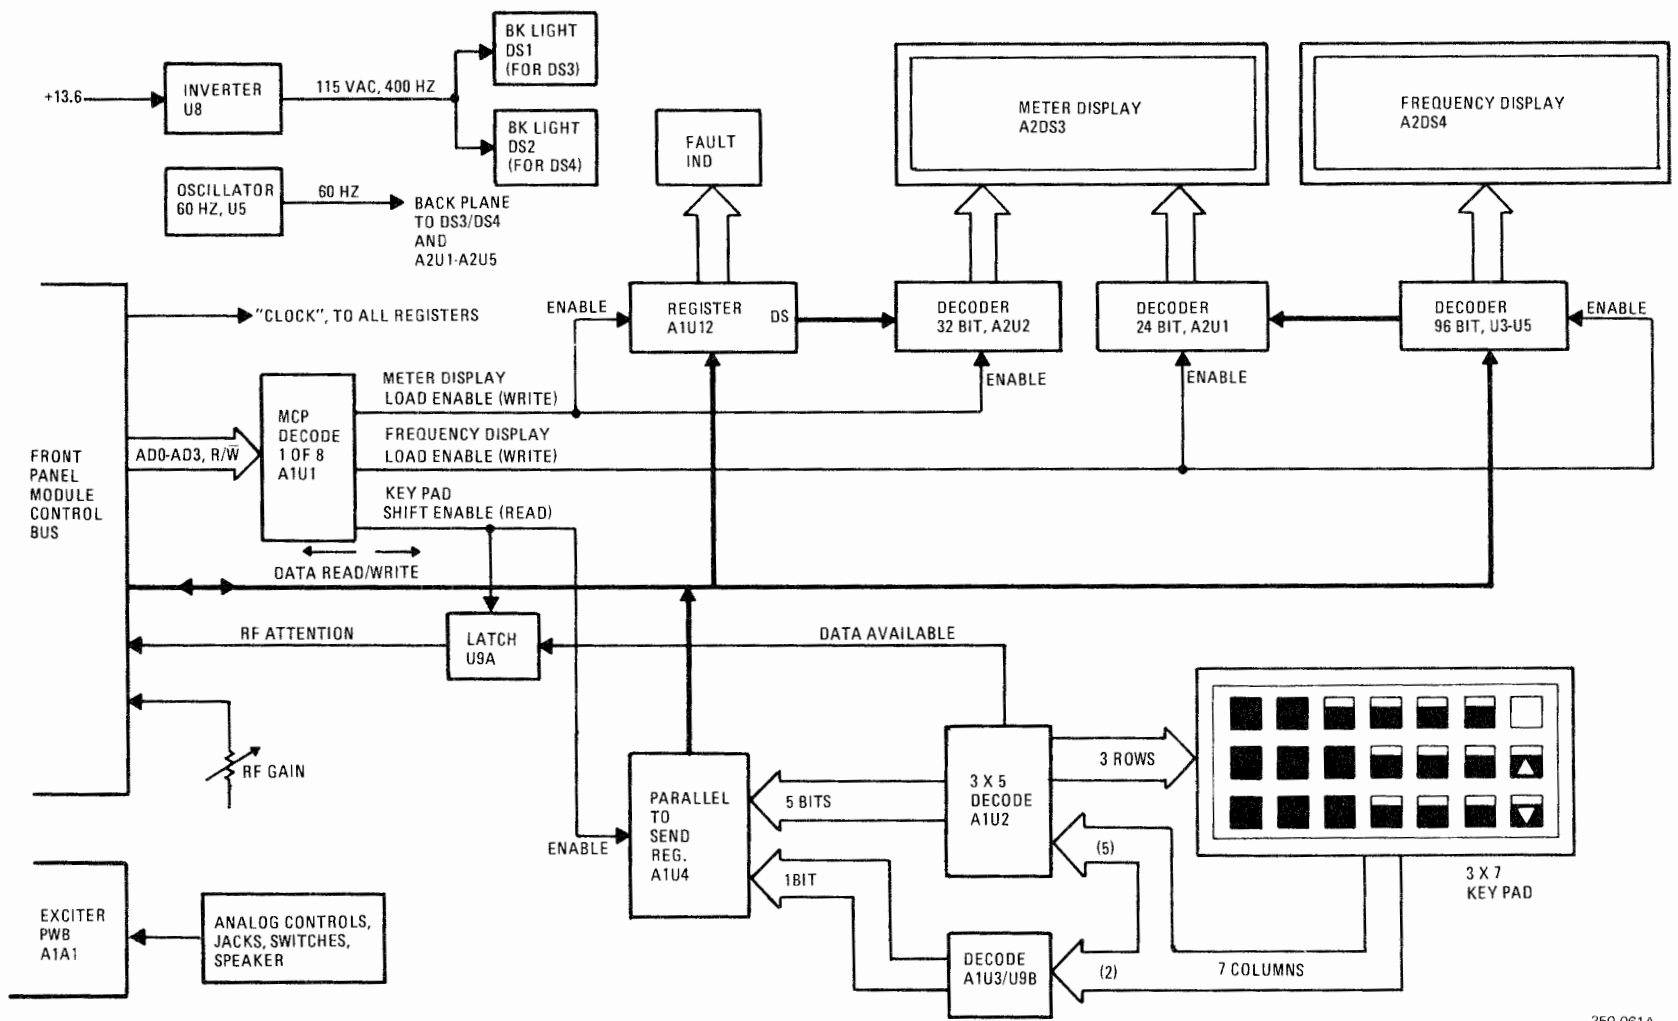 BK LIGHT
DS1
(FOR DS3)
+13.6
INVERTER
U8
115 VAC, 400 HZ
BK LIGHT
DS2
(FOR DS4)
OSCILLATOR
60 HZ, U5
60 HZ
BACK PLANE
TO DS3/DS4
AND
A2U1-A2U5
FAULT
IND
METER DISPLAY
A2DS3
FREQUENCY DISPLAY
A2DS4
"CLOCK", TO ALL REGISTERS
ENABLE
REGISTER
A1U12
DS
DECODER
32 BIT, A2U2
DECODER
24 BIT, A2U1
DECODER
96 BIT, U3-U5
ENABLE
ENABLE
ENABLE
METER DISPLAY
LOAD ENABLE (WRITE)
FREQUENCY DISPLAY
LOAD ENABLE (WRITE)
KEY PAD
SHIFT ENABLE (READ)
MCP
DECODE
1 OF 8
A1U1
AD0-AD3, R/W̅
FRONT
PANEL
MODULE
CONTROL
BUS
DATA READ/WRITE
RF ATTENTION
LATCH
U9A
DATA AVAILABLE
RF GAIN
ENABLE
PARALLEL
TO
SEND
REG.
A1U4
5 BITS
1 BIT
3 X 5
DECODE
A1U2
3 ROWS
(5)
(2)
7 COLUMNS
DECODE
A1U3/U9B
3 X 7
KEY PAD
EXCITER
PWB
A1A1
ANALOG CONTROLS,
JACKS, SWITCHES,
SPEAKER